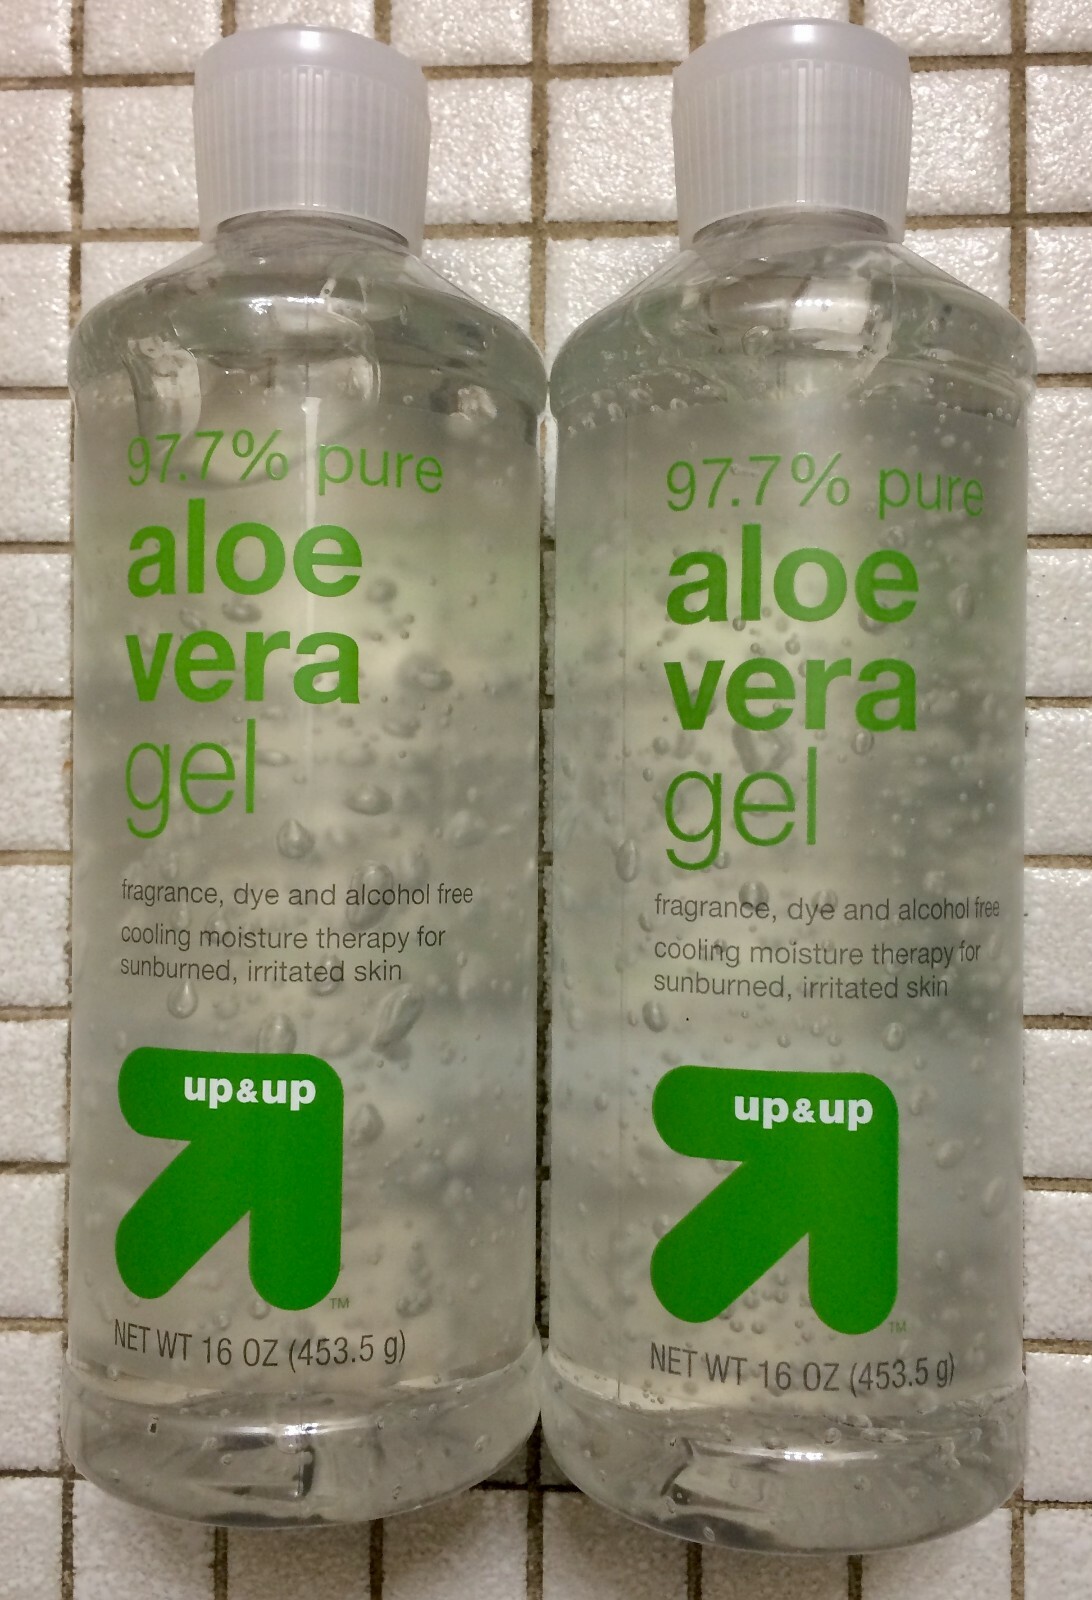 97.7% pure
aloe
vera
gel
fragrance, dye and alcohol free
cooling moisture therapy for
sunburned, irritated skin
up&up
TM
NET WT 16 OZ (453.5 g)
97.7% pure
aloe
vera
gel
fragrance, dye and alcohol free
cooling moisture therapy for
sunburned, irritated skin
up&up
TM
NET WT 16 OZ (453.5 g)